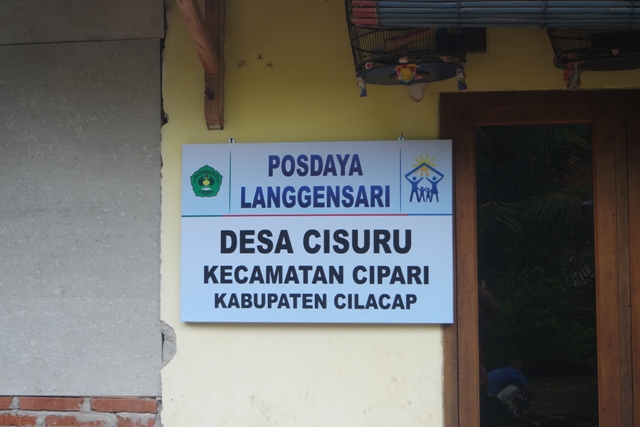 POSDAYA
LANGGENSARI
DESA CISURU
KECAMATAN CIPARI
KABUPATEN CILACAP